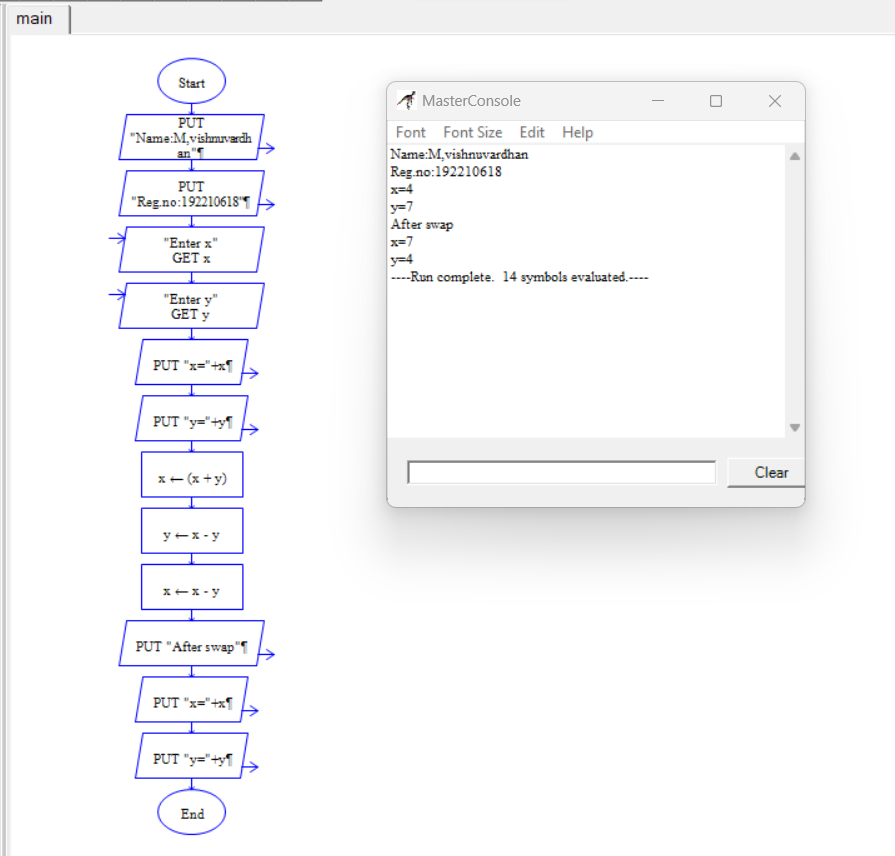 main
Start
PUT
"Name:M,vishnuvardh
an"¶
PUT
"Reg.no:192210618"¶
"Enter x"
GET x
"Enter y"
GET y
PUT "x="+x¶
PUT "y="+y¶
x ← (x + y)
y ← x - y
x ← x - y
PUT "After swap"¶
PUT "x="+x¶
PUT "y="+y¶
End
MasterConsole
Font Font Size Edit Help
Name:M,vishnuvardhan
Reg.no:192210618
x=4
y=7
After swap
x=7
y=4
----Run complete. 14 symbols evaluated.----
Clear